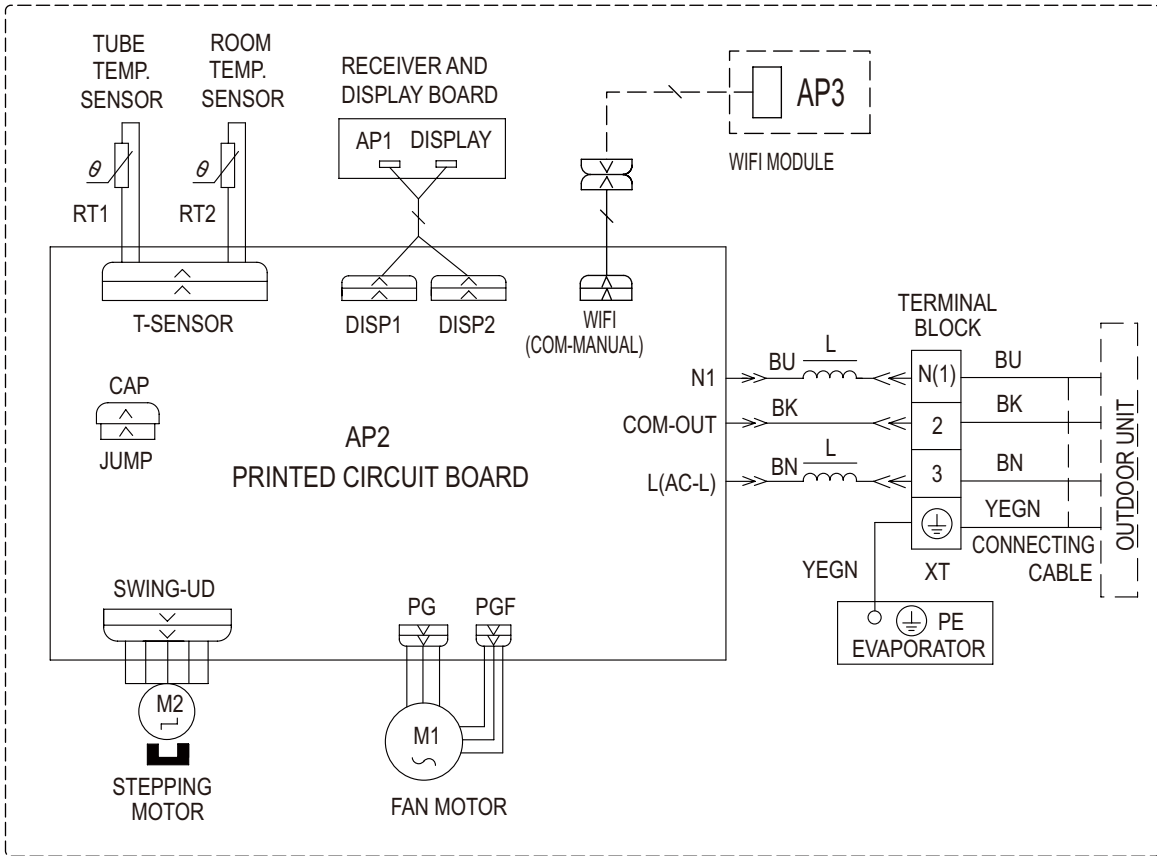 TUBE
TEMP.
SENSOR
ROOM
TEMP.
SENSOR
RECEIVER AND
DISPLAY BOARD
AP1 DISPLAY
AP3
WIFI MODULE
θ
θ
RT1
RT2
T-SENSOR
DISP1
DISP2
WIFI
(COM-MANUAL)
TERMINAL
BLOCK
CAP
JUMP
AP2
PRINTED CIRCUIT BOARD
N1
BU
L
N(1)
BU
COM-OUT
BK
2
BK
L(AC-L)
BN
L
3
BN
YEGN
YEGN
XT
CONNECTING
CABLE
OUTDOOR UNIT
PE
EVAPORATOR
SWING-UD
M2
STEPPING
MOTOR
PG
PGF
M1
FAN MOTOR